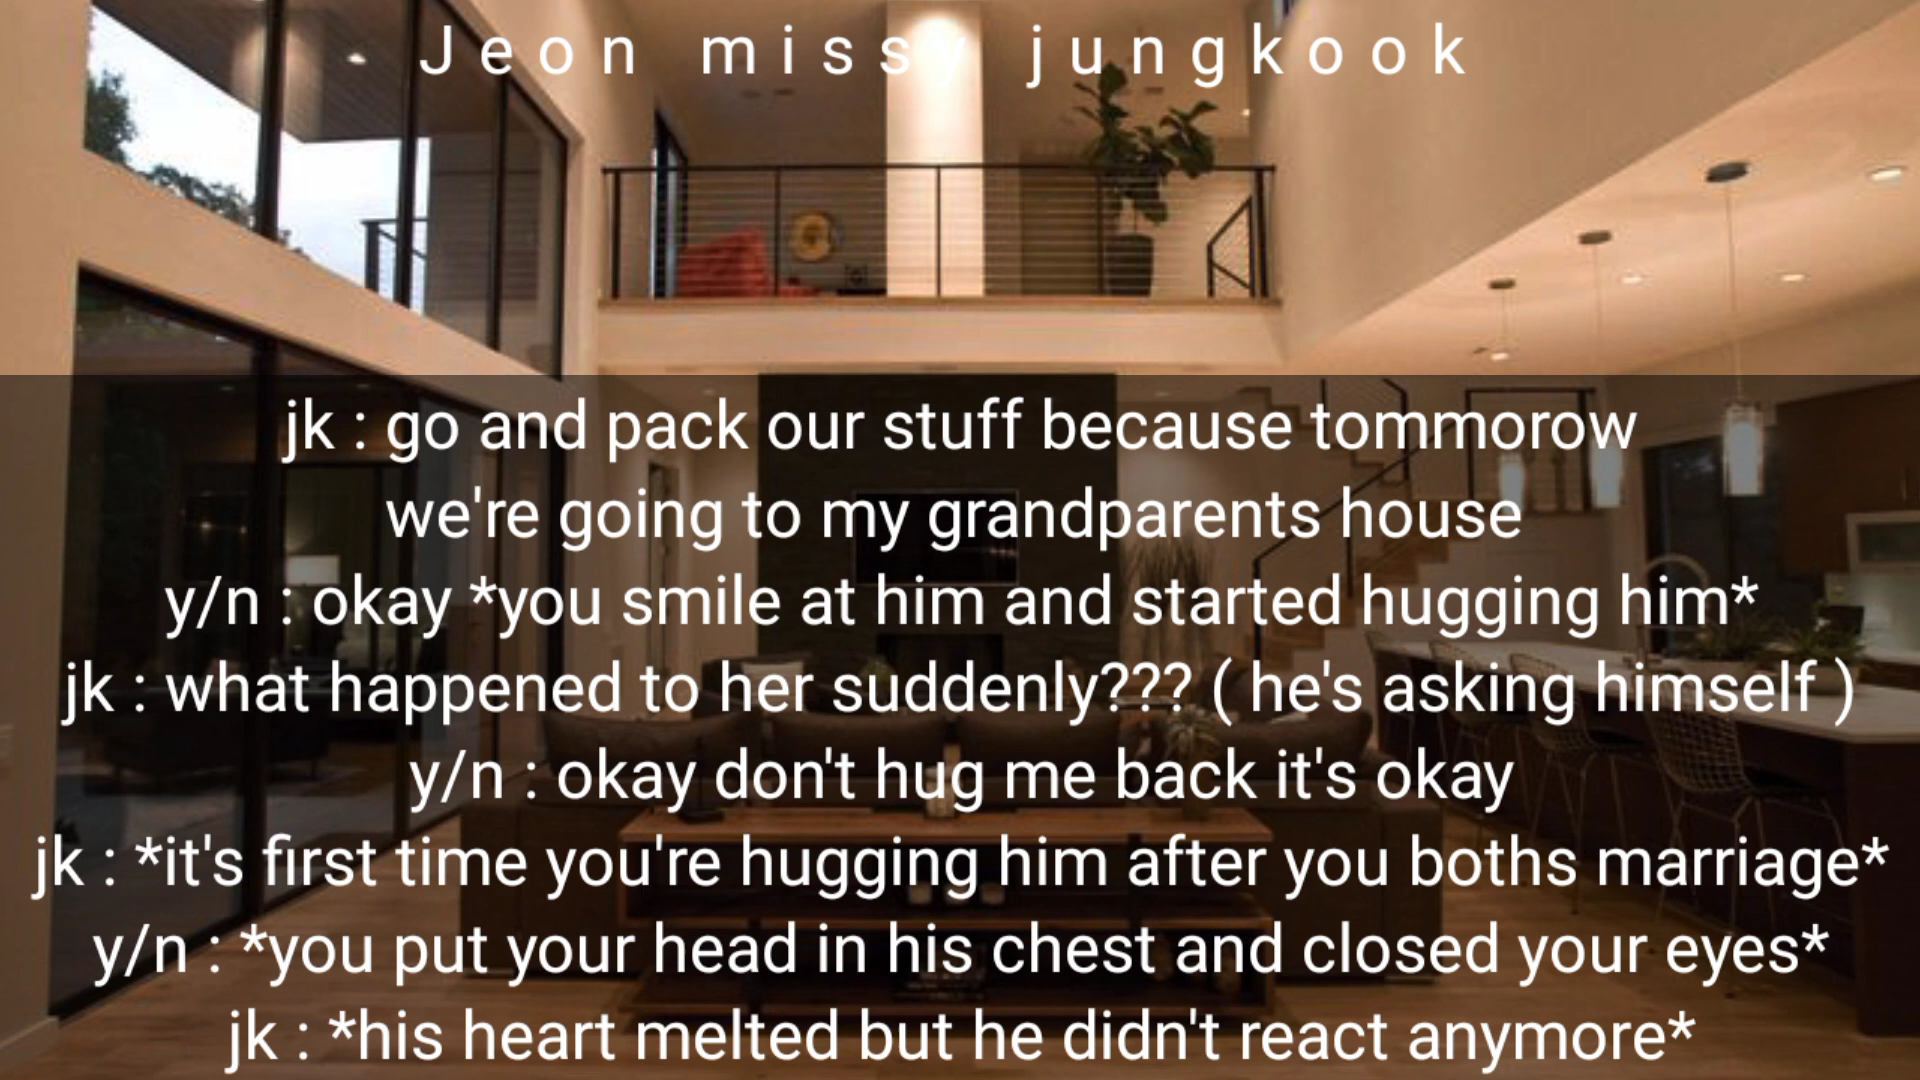 Jeon missy jungkook
jk : go and pack our stuff because tommorow
we're going to my grandparents house
y/n : okay *you smile at him and started hugging him*
jk : what happened to her suddenly??? ( he's asking himself )
y/n : okay don't hug me back it's okay
jk : *it's first time you're hugging him after you boths marriage*
y/n : *you put your head in his chest and closed your eyes*
jk : *his heart melted but he didn't react anymore*